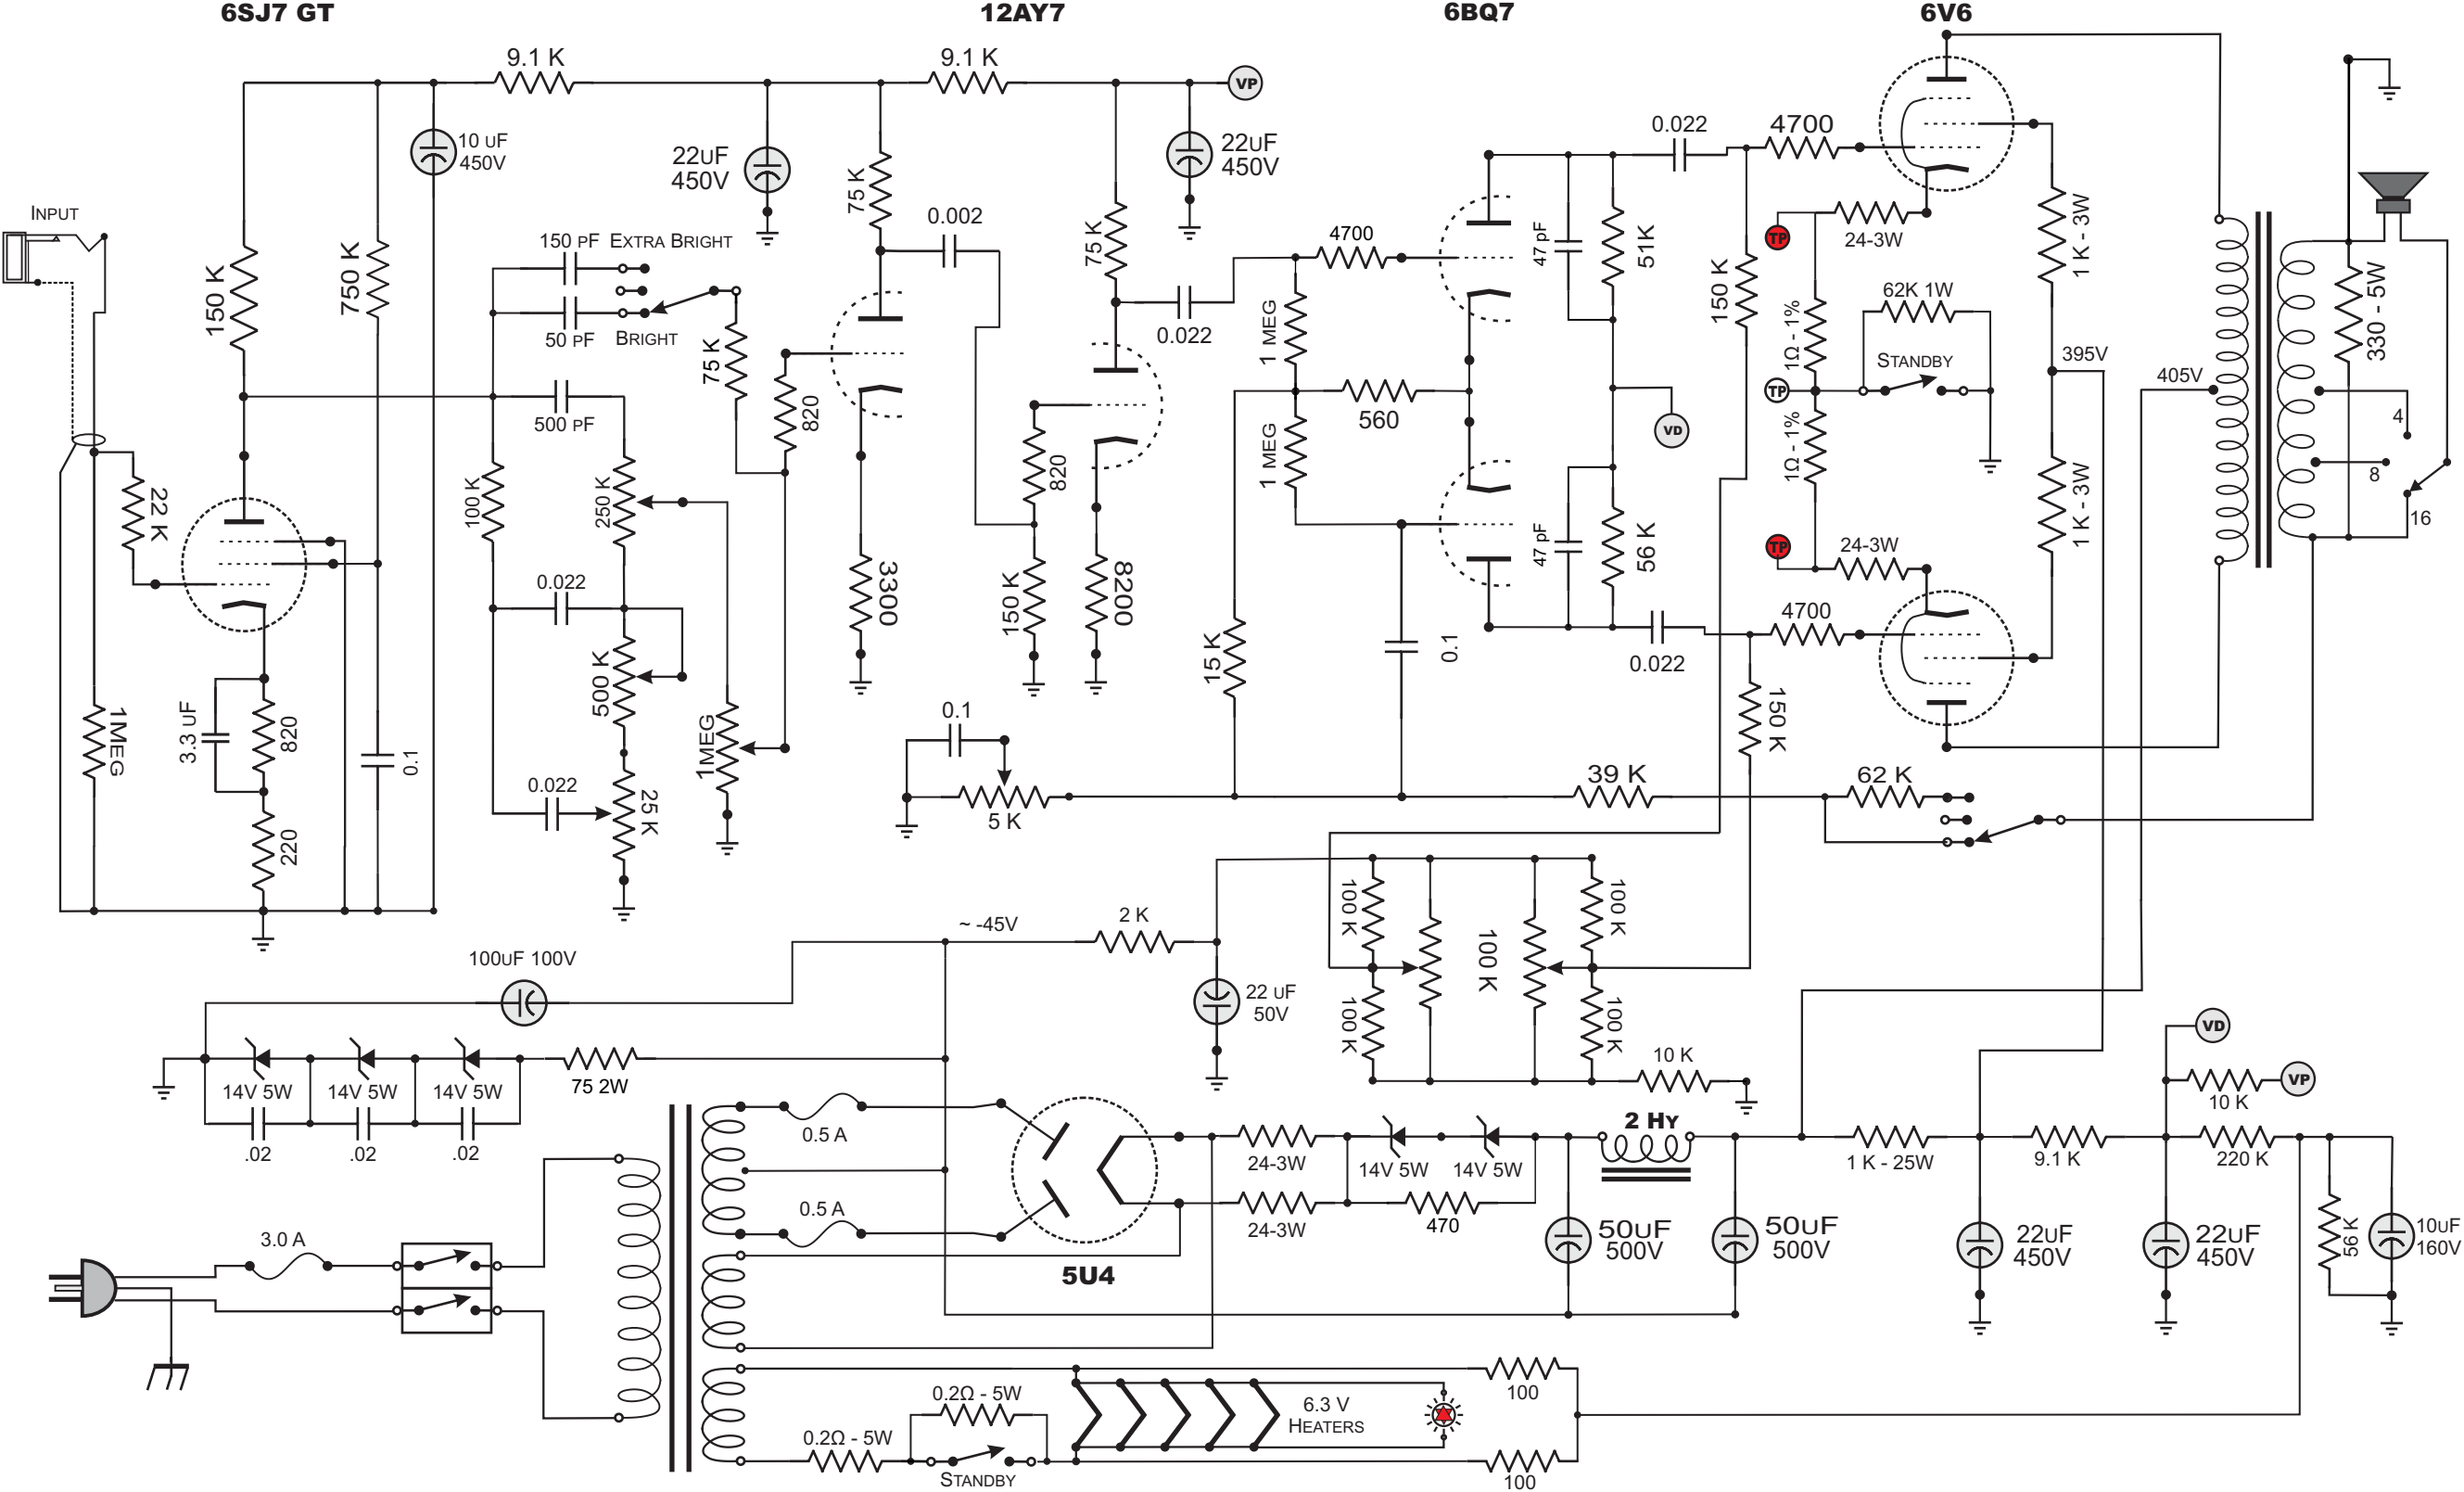 6SJ7 GT
12AY7
6BQ7
6V6
9.1 K
9.1 K
VP
10 UF
450V
22UF
450V
22UF
450V
INPUT
150 K
750 K
150 PF EXTRA BRIGHT
50 PF BRIGHT
75 K
75 K
0.002
75 K
0.022
4700
0.022
4700
47 pF
51K
150 K
TP
24-3W
1 K - 3W
62K 1W
STANDBY
1Ω - 1%
TP
395V
405V
330 - 5W
4
8
16
500 PF
100 K
250 K
820
820
1 MEG
560
1 MEG
VD
1Ω - 1%
1 K - 3W
22 K
0.022
3300
150 K
8200
47 pF
56 K
TP
24-3W
4700
0.022
150 K
15 K
0.1
500 K
1MEG
3.3 UF
820
1MEG
0.1
220
0.022
25 K
0.1
5 K
39 K
62 K
~ -45V
2 K
100 K
100 K
100 K
100UF 100V
22 UF
50V
100 K
100 K
10 K
14V 5W
14V 5W
14V 5W
75 2W
.02
.02
.02
0.5 A
0.5 A
5U4
24-3W
24-3W
14V 5W
14V 5W
470
2 HY
50UF
500V
50UF
500V
1 K - 25W
9.1 K
VD
VP
10 K
220 K
22UF
450V
22UF
450V
56 K
10UF
160V
3.0 A
0.2Ω - 5W
0.2Ω - 5W
STANDBY
6.3 V
HEATERS
100
100